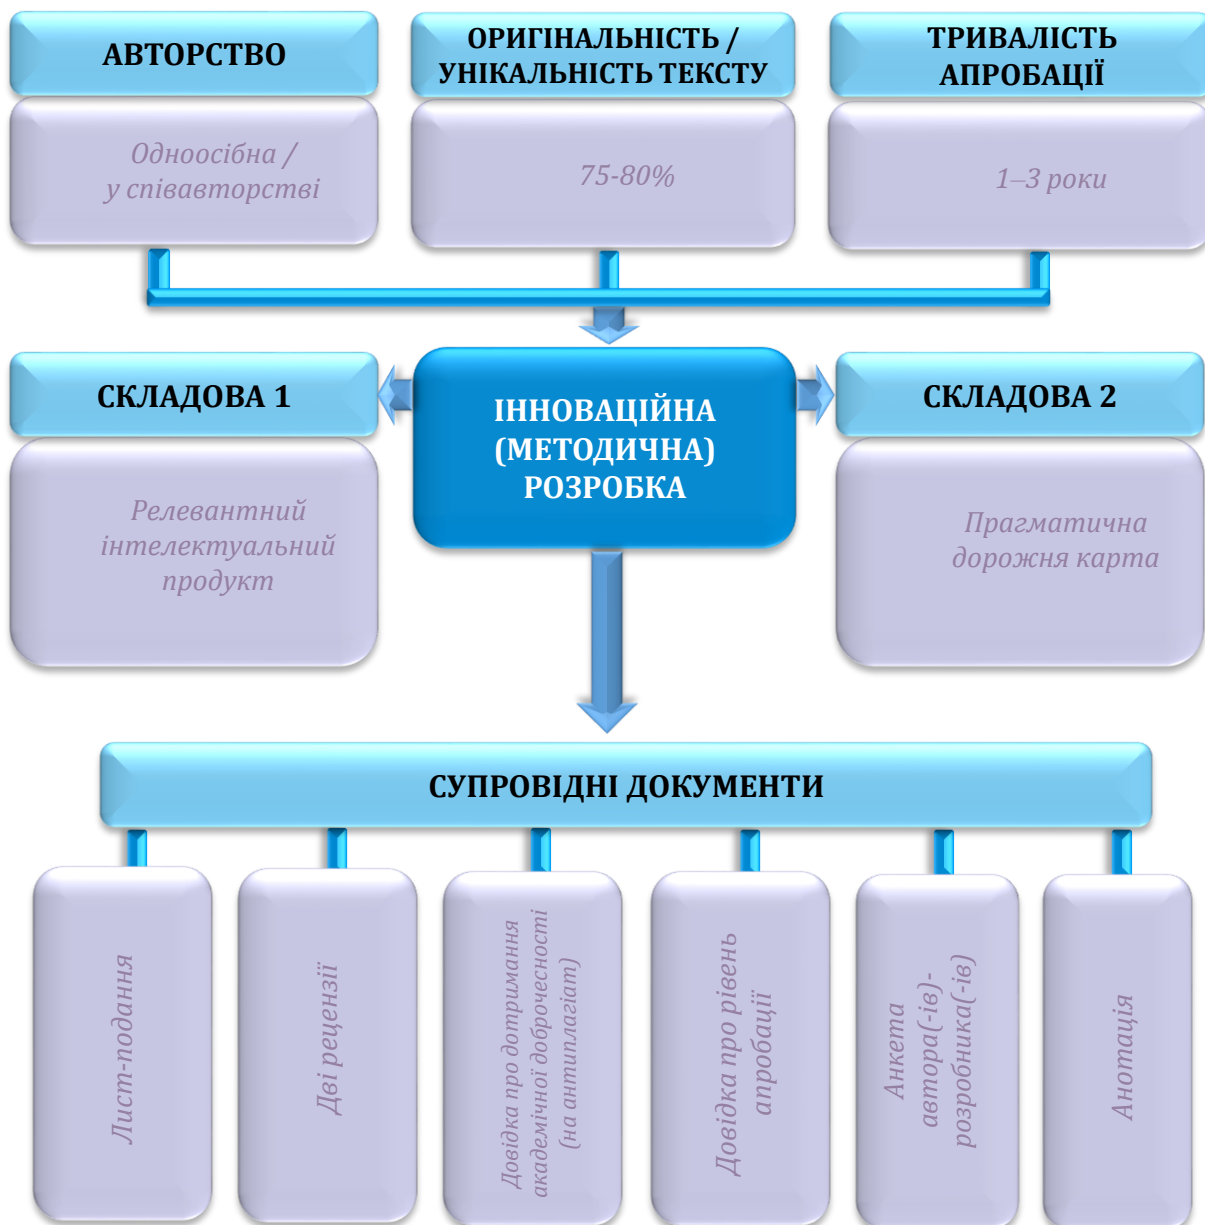 АВТОРСТВО
Одноосібна /
у співавторстві
ОРИГІНАЛЬНІСТЬ /
УНІКАЛЬНІСТЬ ТЕКСТУ
75-80%
ТРИВАЛІСТЬ
АПРОБАЦІЇ
1–3 роки
СКЛАДОВА 1
Релевантний
інтелектуальний
продукт
ІННОВАЦІЙНА
(МЕТОДИЧНА)
РОЗРОБКА
СКЛАДОВА 2
Прагматична
дорожня карта
СУПРОВІДНІ ДОКУМЕНТИ
Лист-подання
Дві рецензії
Довідка про дотримання
академічної доброчесності
(на антиплагіат)
Довідка про рівень
апробації
Анкета
автора(-ів)-
розробника(-ів)
Анотація